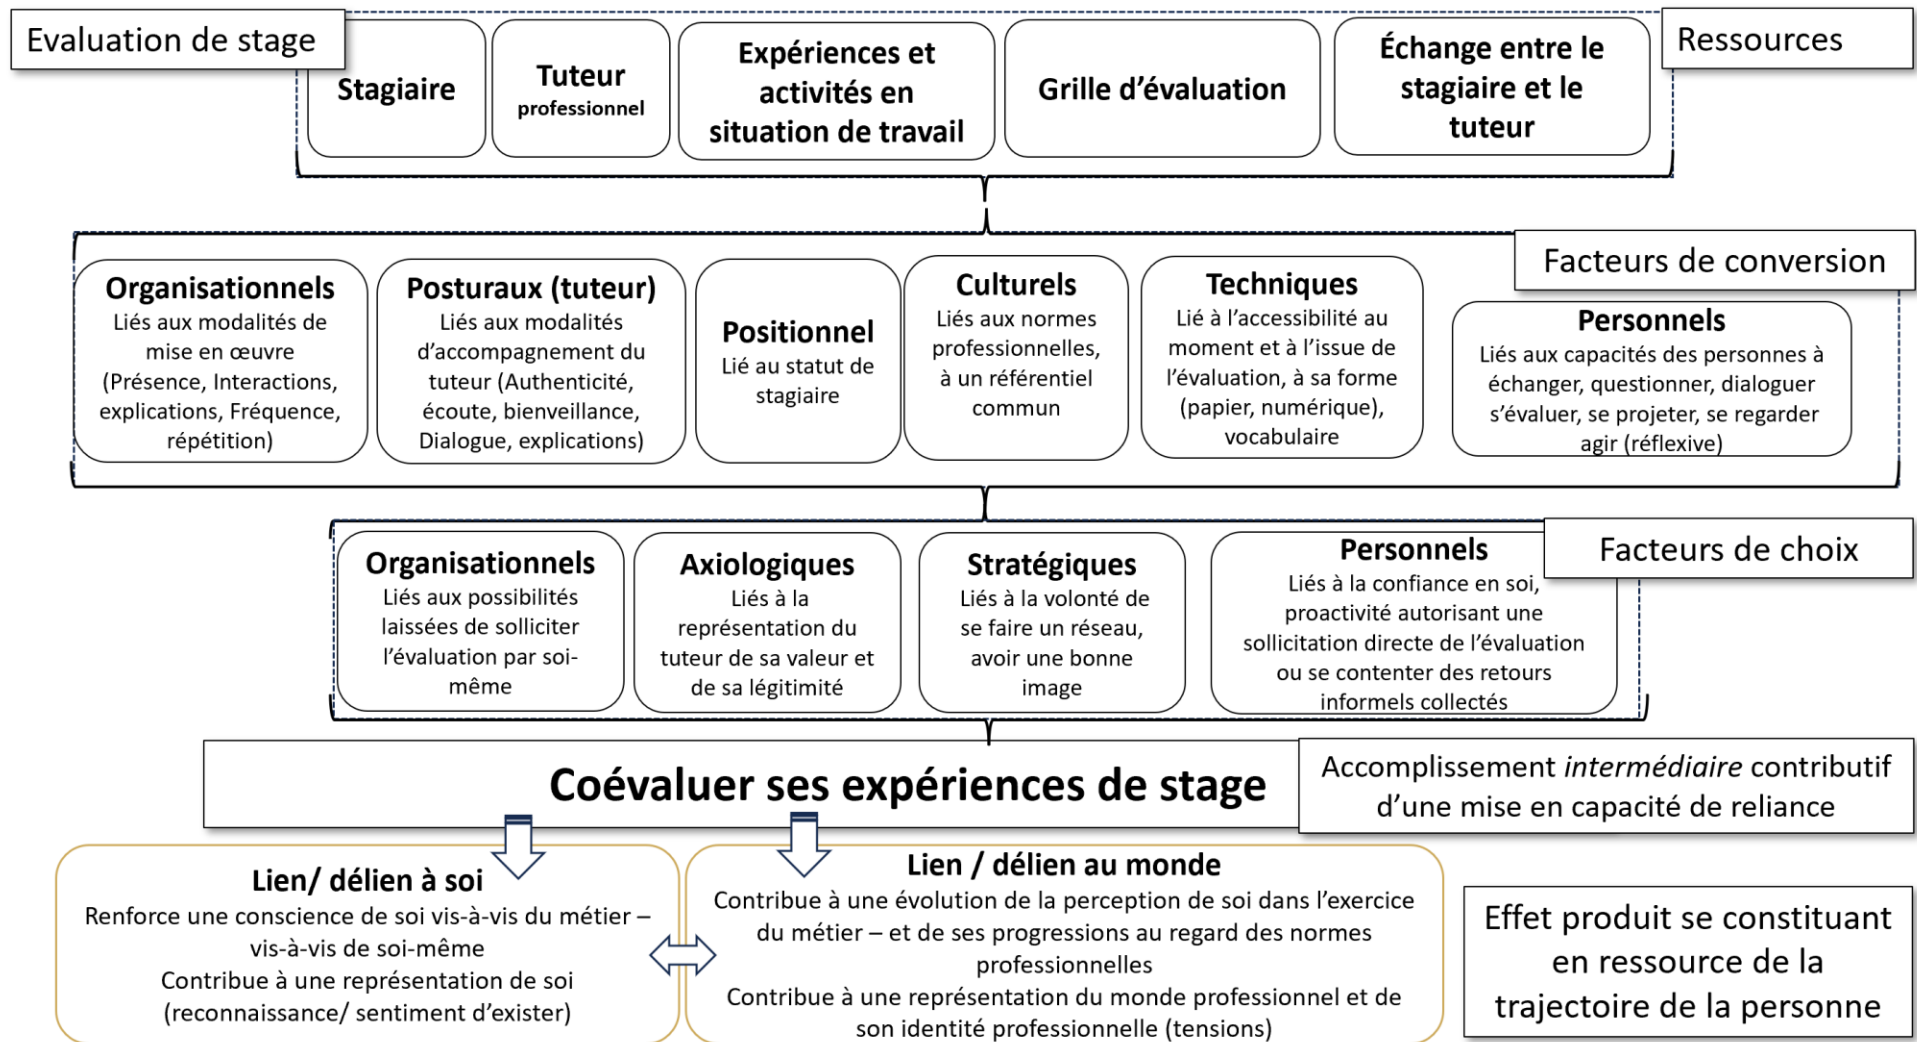 Evaluation de stage
Stagiaire
Tuteur
professionnel
Expériences et
activités en
situation de travail
Grille d’évaluation
Échange entre le
stagiaire et le
tuteur
Ressources
Facteurs de conversion
Organisationnels
Liés aux modalités de
mise en œuvre
(Présence, Interactions,
explications, Fréquence,
répétition)
Posturaux (tuteur)
Liés aux modalités
d’accompagnement du
tuteur (Authenticité,
écoute, bienveillance,
Dialogue, explications)
Positionnel
Lié au statut de
stagiaire
Culturels
Liés aux normes
professionnelles,
à un référentiel
commun
Techniques
Lié à l’accessibilité au
moment et à l’issue de
l’évaluation, à sa forme
(papier, numérique),
vocabulaire
Personnels
Liés aux capacités des personnes à
échanger, questionner, dialoguer
s’évaluer, se projeter, se regarder
agir (réflexive)
Facteurs de choix
Organisationnels
Liés aux possibilités
laissées de solliciter
l’évaluation par soi-
même
Axiologiques
Liés à la
représentation du
tuteur de sa valeur et
de sa légitimité
Stratégiques
Liés à la volonté de
se faire un réseau,
avoir une bonne
image
Personnels
Liés à la confiance en soi,
proactivité autorisant une
sollicitation directe de l’évaluation
ou se contenter des retours
informels collectés
Coévaluer ses expériences de stage
Accomplissement intermédiaire contributif
d’une mise en capacité de reliance
Lien/ délien à soi
Renforce une conscience de soi vis-à-vis du métier –
vis-à-vis de soi-même
Contribue à une représentation de soi
(reconnaissance/ sentiment d’exister)
Lien / délien au monde
Contribue à une évolution de la perception de soi dans l’exercice
du métier – et de ses progressions au regard des normes
professionnelles
Contribue à une représentation du monde professionnel et de
son identité professionnelle (tensions)
Effet produit se constituant
en ressource de la
trajectoire de la personne